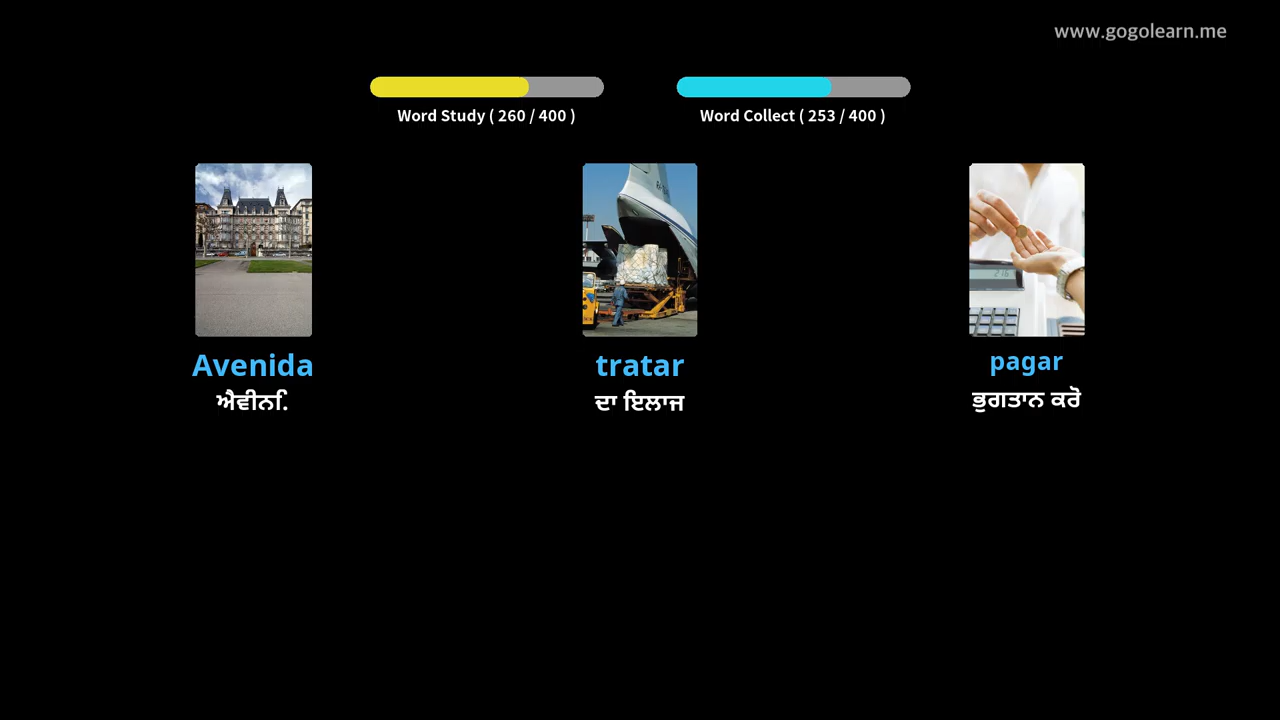 www.gogolearn.me
Word Study ( 260 / 400 )
Word Collect ( 253 / 400 )
Avenida
tratar
pagar
ਐਵੀਨਿ.
ਦਾ ਇਲਾਜ
ਭੁਗਤਾਨ ਕਰੋ